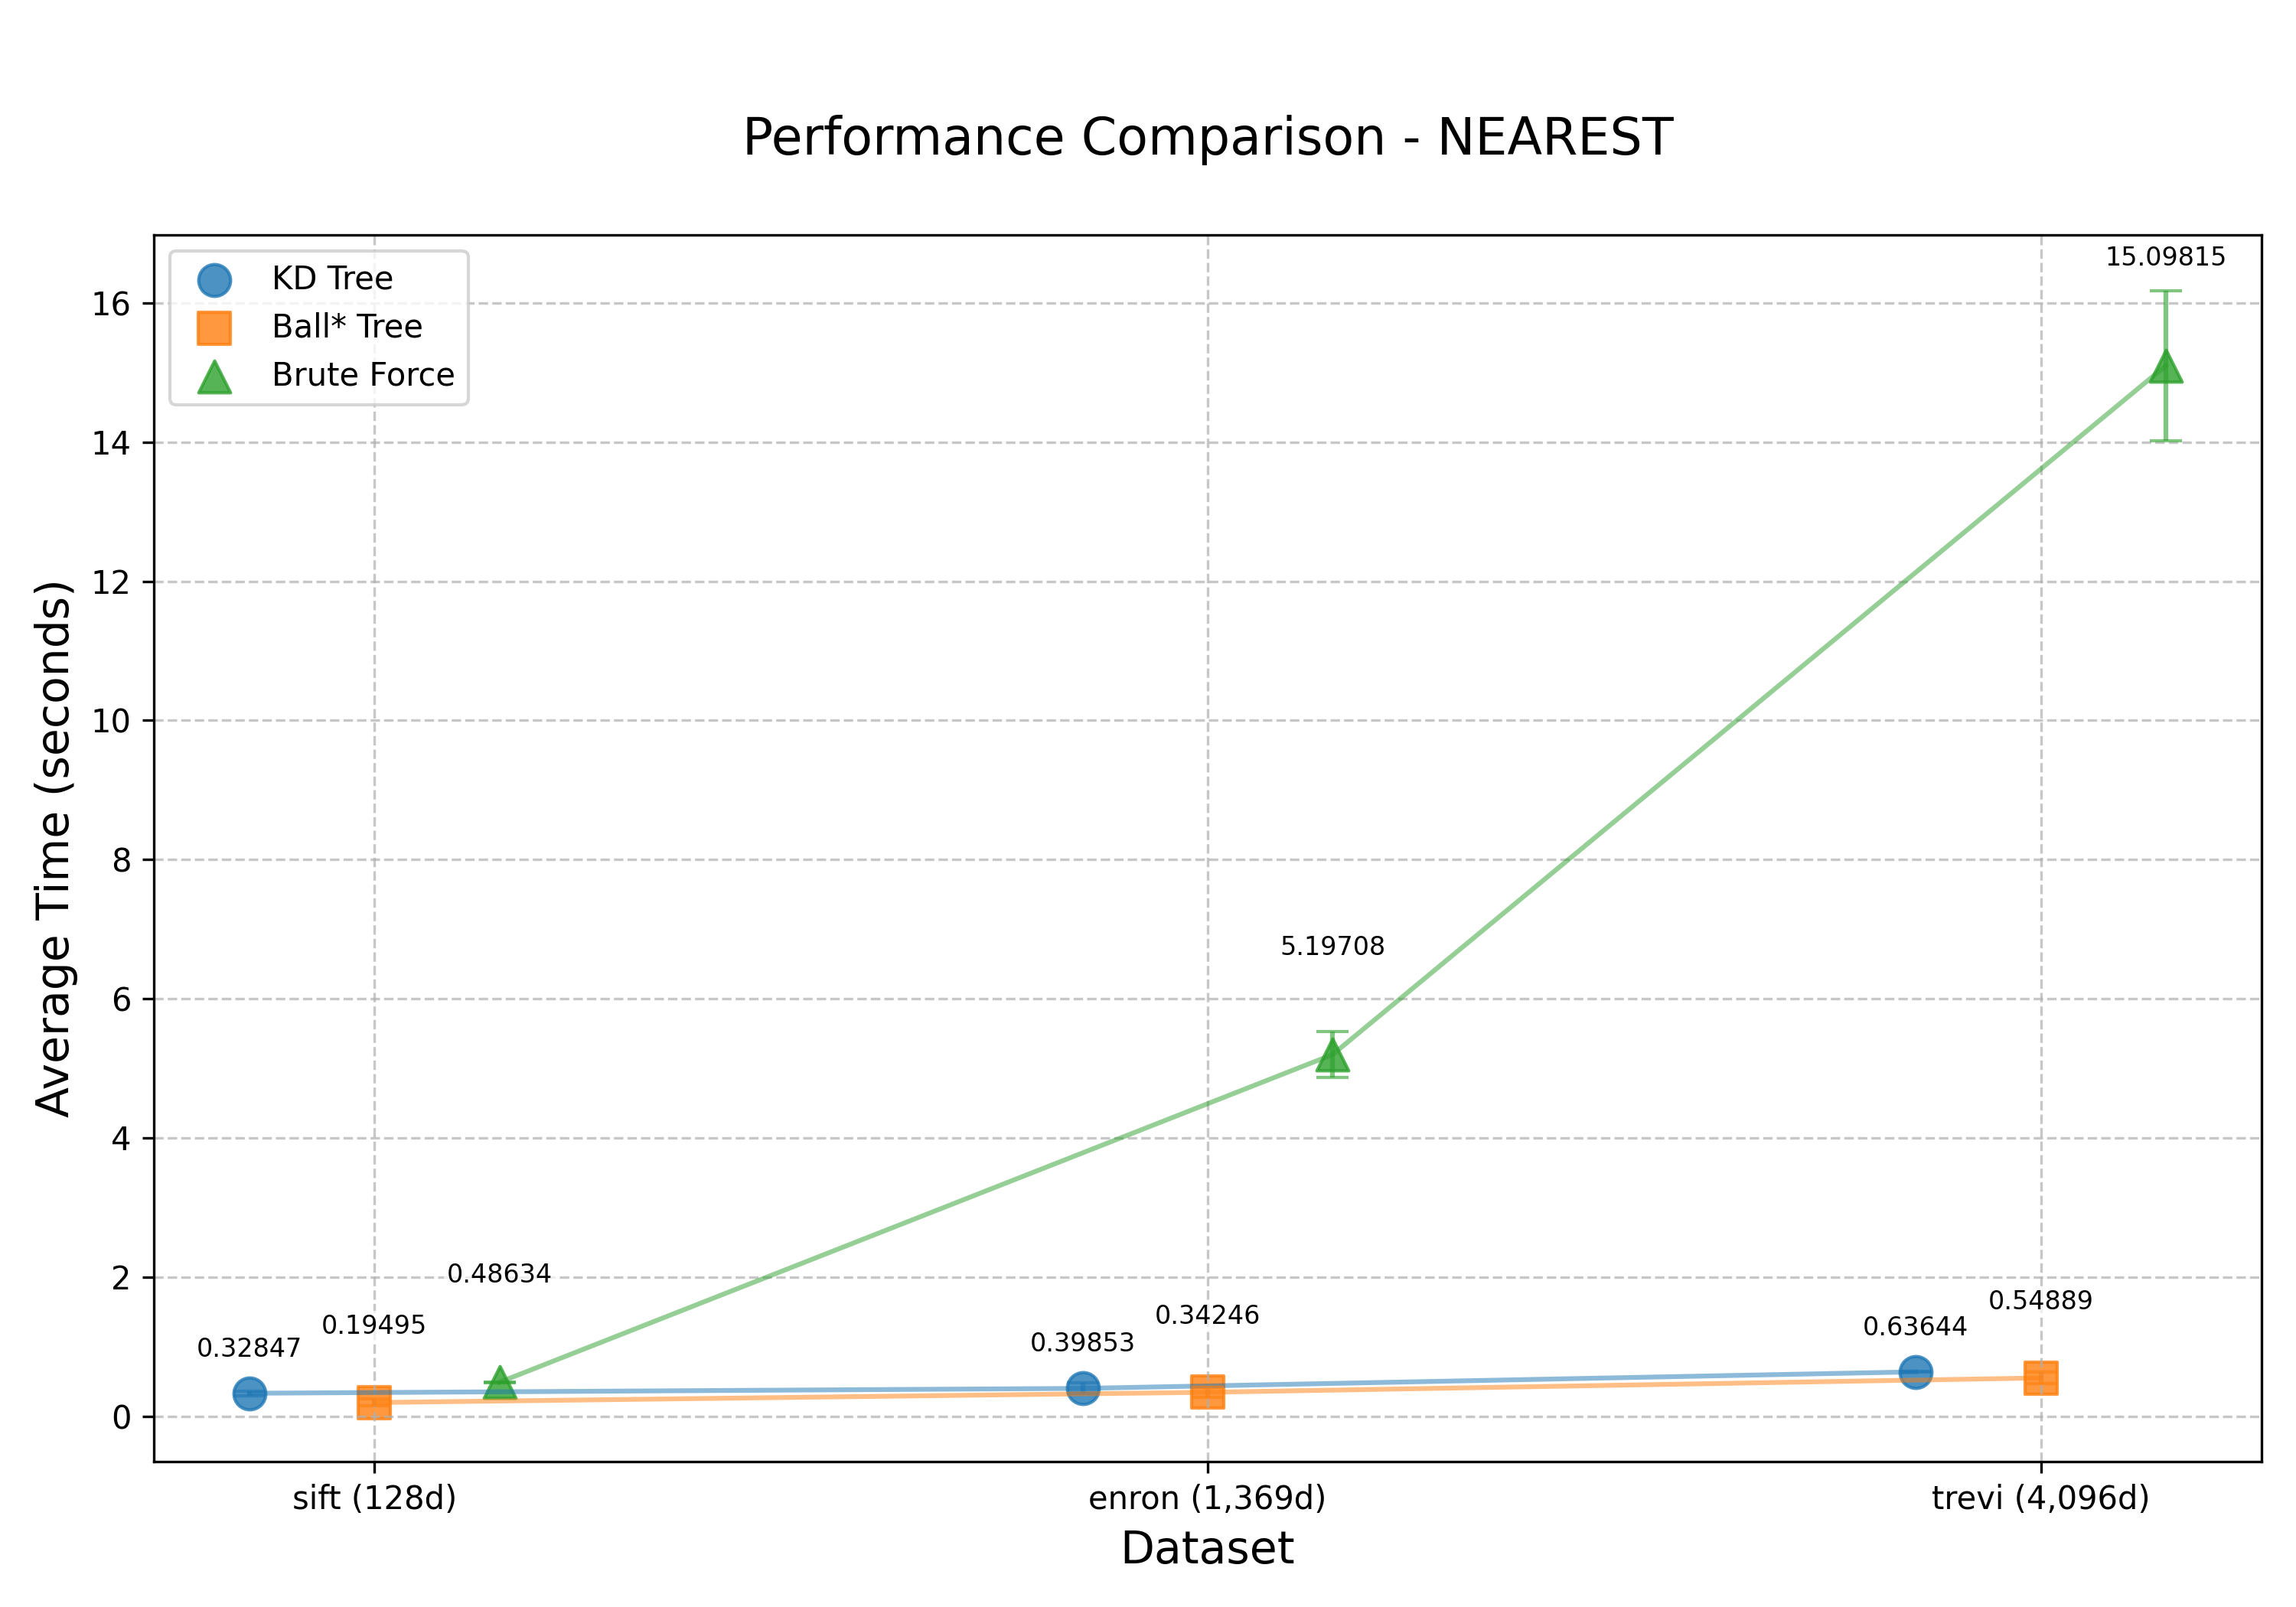 Performance Comparison - NEAREST
KD Tree
Ball* Tree
Brute Force
Average Time (seconds)
16
14
12
10
8
6
4
2
0
15.09815
5.19708
0.48634
0.19495
0.32847
0.34246
0.39853
0.54889
0.63644
sift (128d)
enron (1,369d)
trevi (4,096d)
Dataset